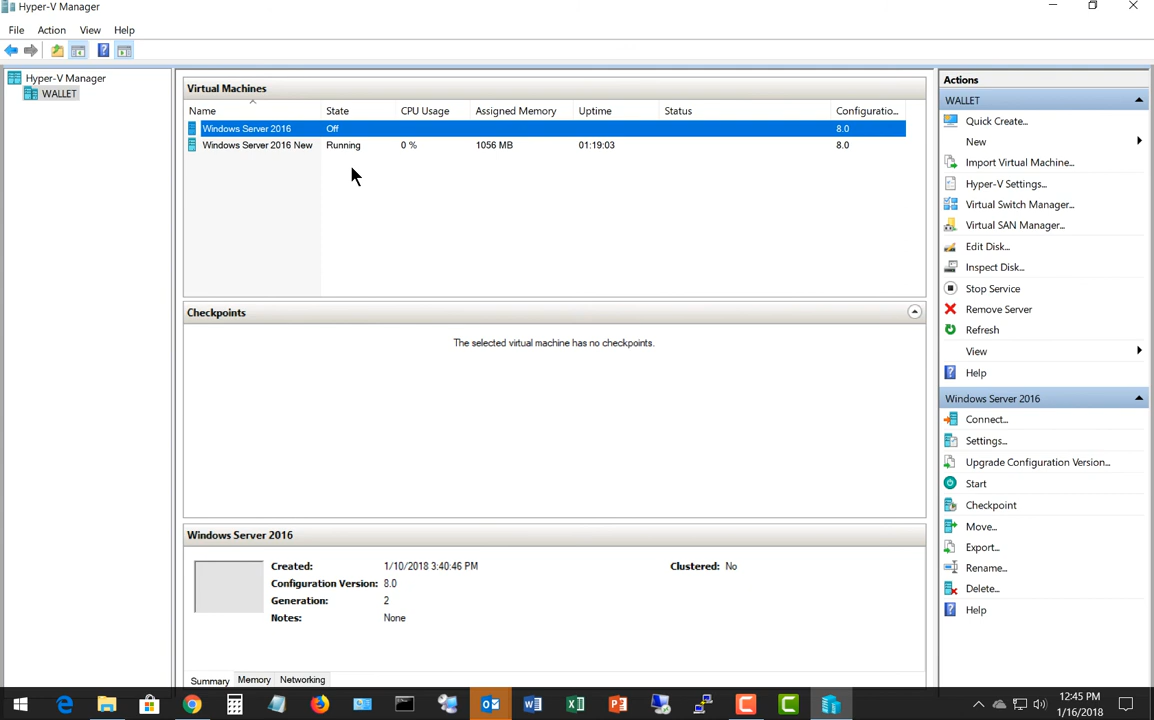 Hyper-V Manager
File Action View Help
Hyper-V Manager
WALLET
Virtual Machines
Name State CPU Usage Assigned Memory Uptime Status Configuratio...
Windows Server 2016 Off 8.0
Windows Server 2016 New Running 0 % 1056 MB 01:19:03 8.0
Checkpoints
The selected virtual machine has no checkpoints.
Windows Server 2016
Created: 1/10/2018 3:40:46 PM Clustered: No
Configuration Version: 8.0
Generation: 2
Notes: None
Summary Memory Networking
Actions
WALLET
Quick Create...
New
Import Virtual Machine...
Hyper-V Settings...
Virtual Switch Manager...
Virtual SAN Manager...
Edit Disk...
Inspect Disk...
Stop Service
Remove Server
Refresh
View
Help
Windows Server 2016
Connect...
Settings...
Upgrade Configuration Version...
Start
Checkpoint
Move...
Export...
Rename...
Delete...
Help
12:45 PM
1/16/2018